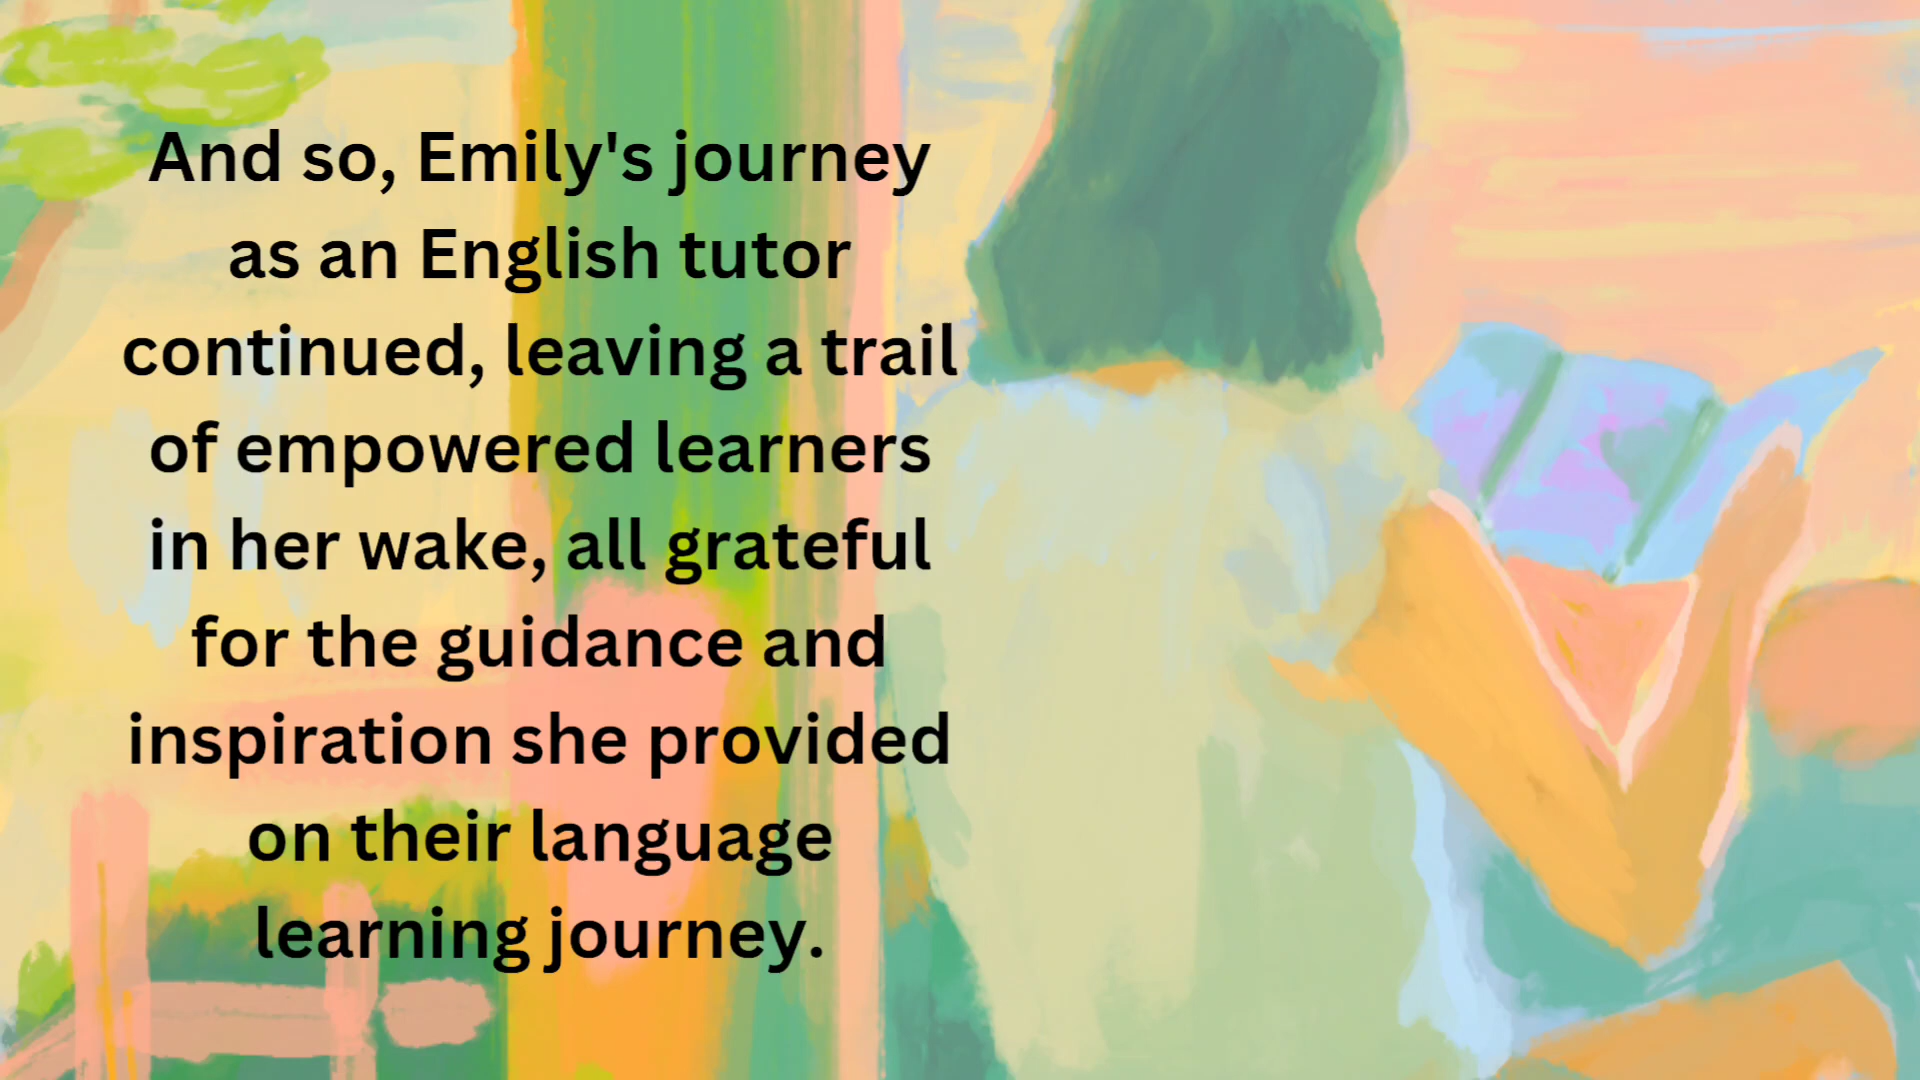 And so, Emily's journey
as an English tutor
continued, leaving a trail
of empowered learners
in her wake, all grateful
for the guidance and
inspiration she provided
on their language
learning journey.